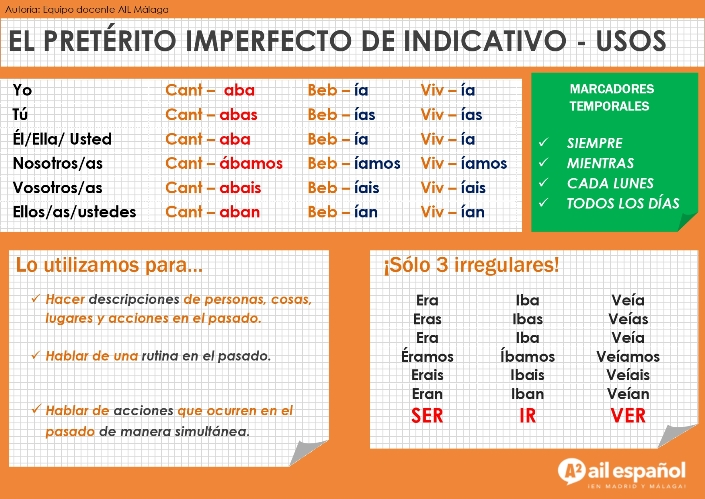 Autoría: Equipo docente AIL Málaga
EL PRETÉRITO IMPERFECTO DE INDICATIVO - USOS
Yo Cant – aba Beb – ía Viv – ía
Tú Cant – abas Beb – ías Viv – ías
Él/Ella/ Usted Cant – aba Beb – ía Viv – ía
Nosotros/as Cant – ábamos Beb – íamos Viv – íamos
Vosotros/as Cant – abais Beb – íais Viv – íais
Ellos/as/ustedes Cant – aban Beb – ían Viv – ían
MARCADORES
TEMPORALES
✓ SIEMPRE
✓ MIENTRAS
✓ CADA LUNES
✓ TODOS LOS DÍAS
Lo utilizamos para...
✓ Hacer descripciones de personas, cosas,
lugares y acciones en el pasado.
✓ Hablar de una rutina en el pasado.
✓ Hablar de acciones que ocurren en el
pasado de manera simultánea.
¡Sólo 3 irregulares!
Era Iba Veía
Eras Ibas Veías
Era Iba Veía
Éramos Íbamos Veíamos
Erais Ibais Veíais
Eran Iban Veían
SER IR VER
A2 ail español
¡EN MADRID Y MÁLAGA!